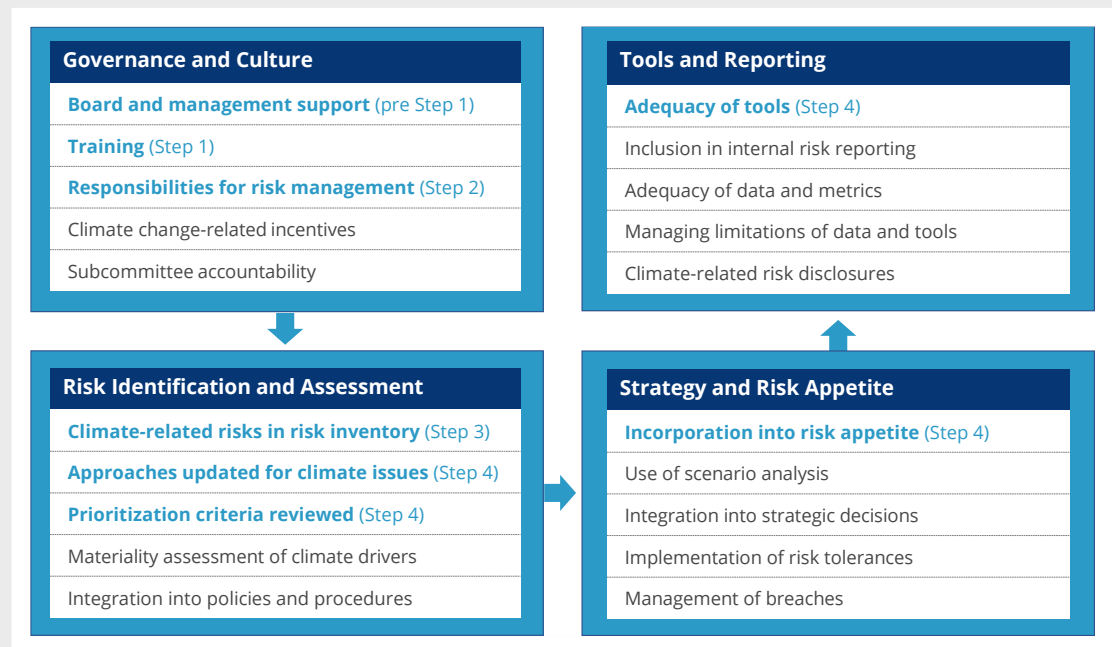 Governance and Culture
Board and management support (pre Step 1)
Training (Step 1)
Responsibilities for risk management (Step 2)
Climate change-related incentives
Subcommittee accountability
Risk Identification and Assessment
Climate-related risks in risk inventory (Step 3)
Approaches updated for climate issues (Step 4)
Prioritization criteria reviewed (Step 4)
Materiality assessment of climate drivers
Integration into policies and procedures
Strategy and Risk Appetite
Incorporation into risk appetite (Step 4)
Use of scenario analysis
Integration into strategic decisions
Implementation of risk tolerances
Management of breaches
Tools and Reporting
Adequacy of tools (Step 4)
Inclusion in internal risk reporting
Adequacy of data and metrics
Managing limitations of data and tools
Climate-related risk disclosures